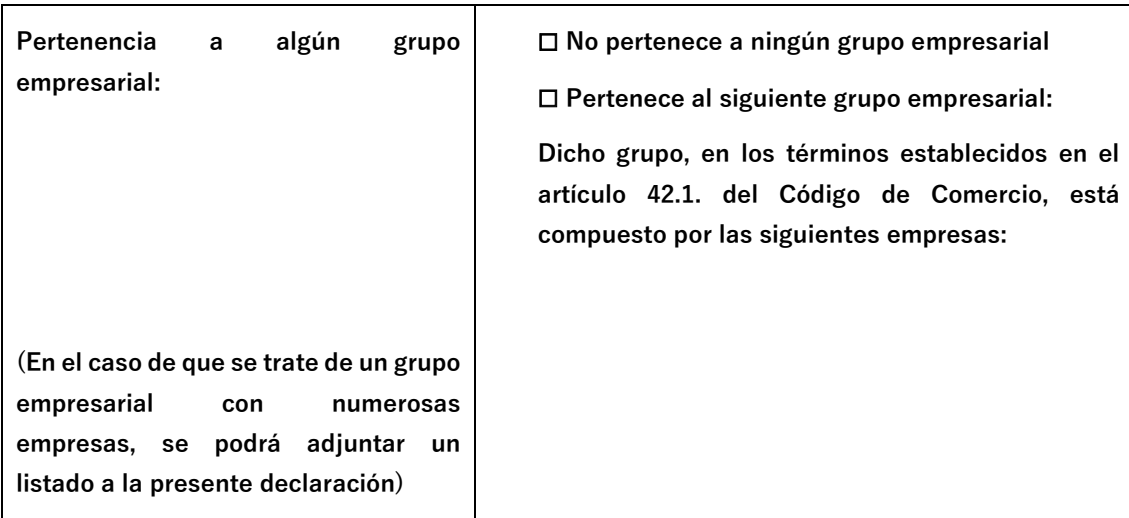 Pertenencia a algún grupo
empresarial:
(En el caso de que se trate de un grupo
empresarial con numerosas
empresas, se podrá adjuntar un
listado a la presente declaración)
☐ No pertenece a ningún grupo empresarial
☐ Pertenece al siguiente grupo empresarial:
Dicho grupo, en los términos establecidos en el
artículo 42.1. del Código de Comercio, está
compuesto por las siguientes empresas: